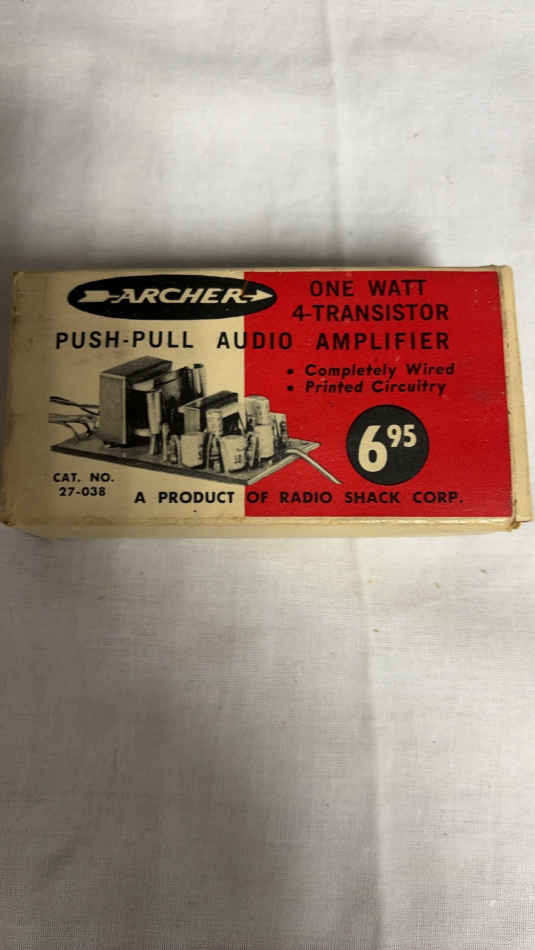 ARCHER
ONE WATT
4-TRANSISTOR
PUSH-PULL AUDIO AMPLIFIER
• Completely Wired
• Printed Circuitry
6 95
CAT. NO.
27-038
A PRODUCT OF RADIO SHACK CORP.